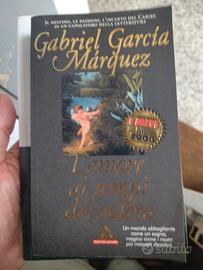 IL DESTINO, LE PASSIONI, L'INCANTO DEI CARAIBI
IN UN CAPOLAVORO DELLA LETTERATURA
Gabriel García
Márquez
L'amore
ai tempi
del colera
Un mondo abbagliante
come un sogno,
magico come i nostri
più nascosti desideri
MONDADORI